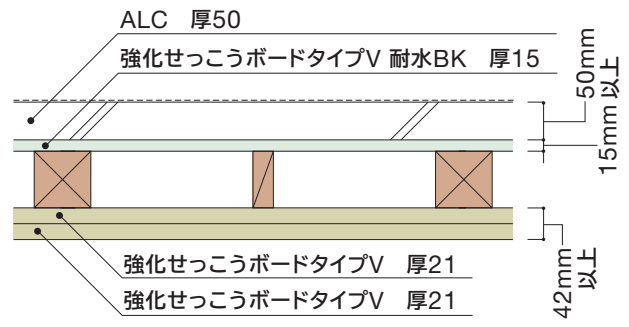 ALC　厚50
強化せっこうボードタイプV 耐水BK　厚15
50mm
以上
15mm
強化せっこうボードタイプV　厚21
強化せっこうボードタイプV　厚21
42mm
以上